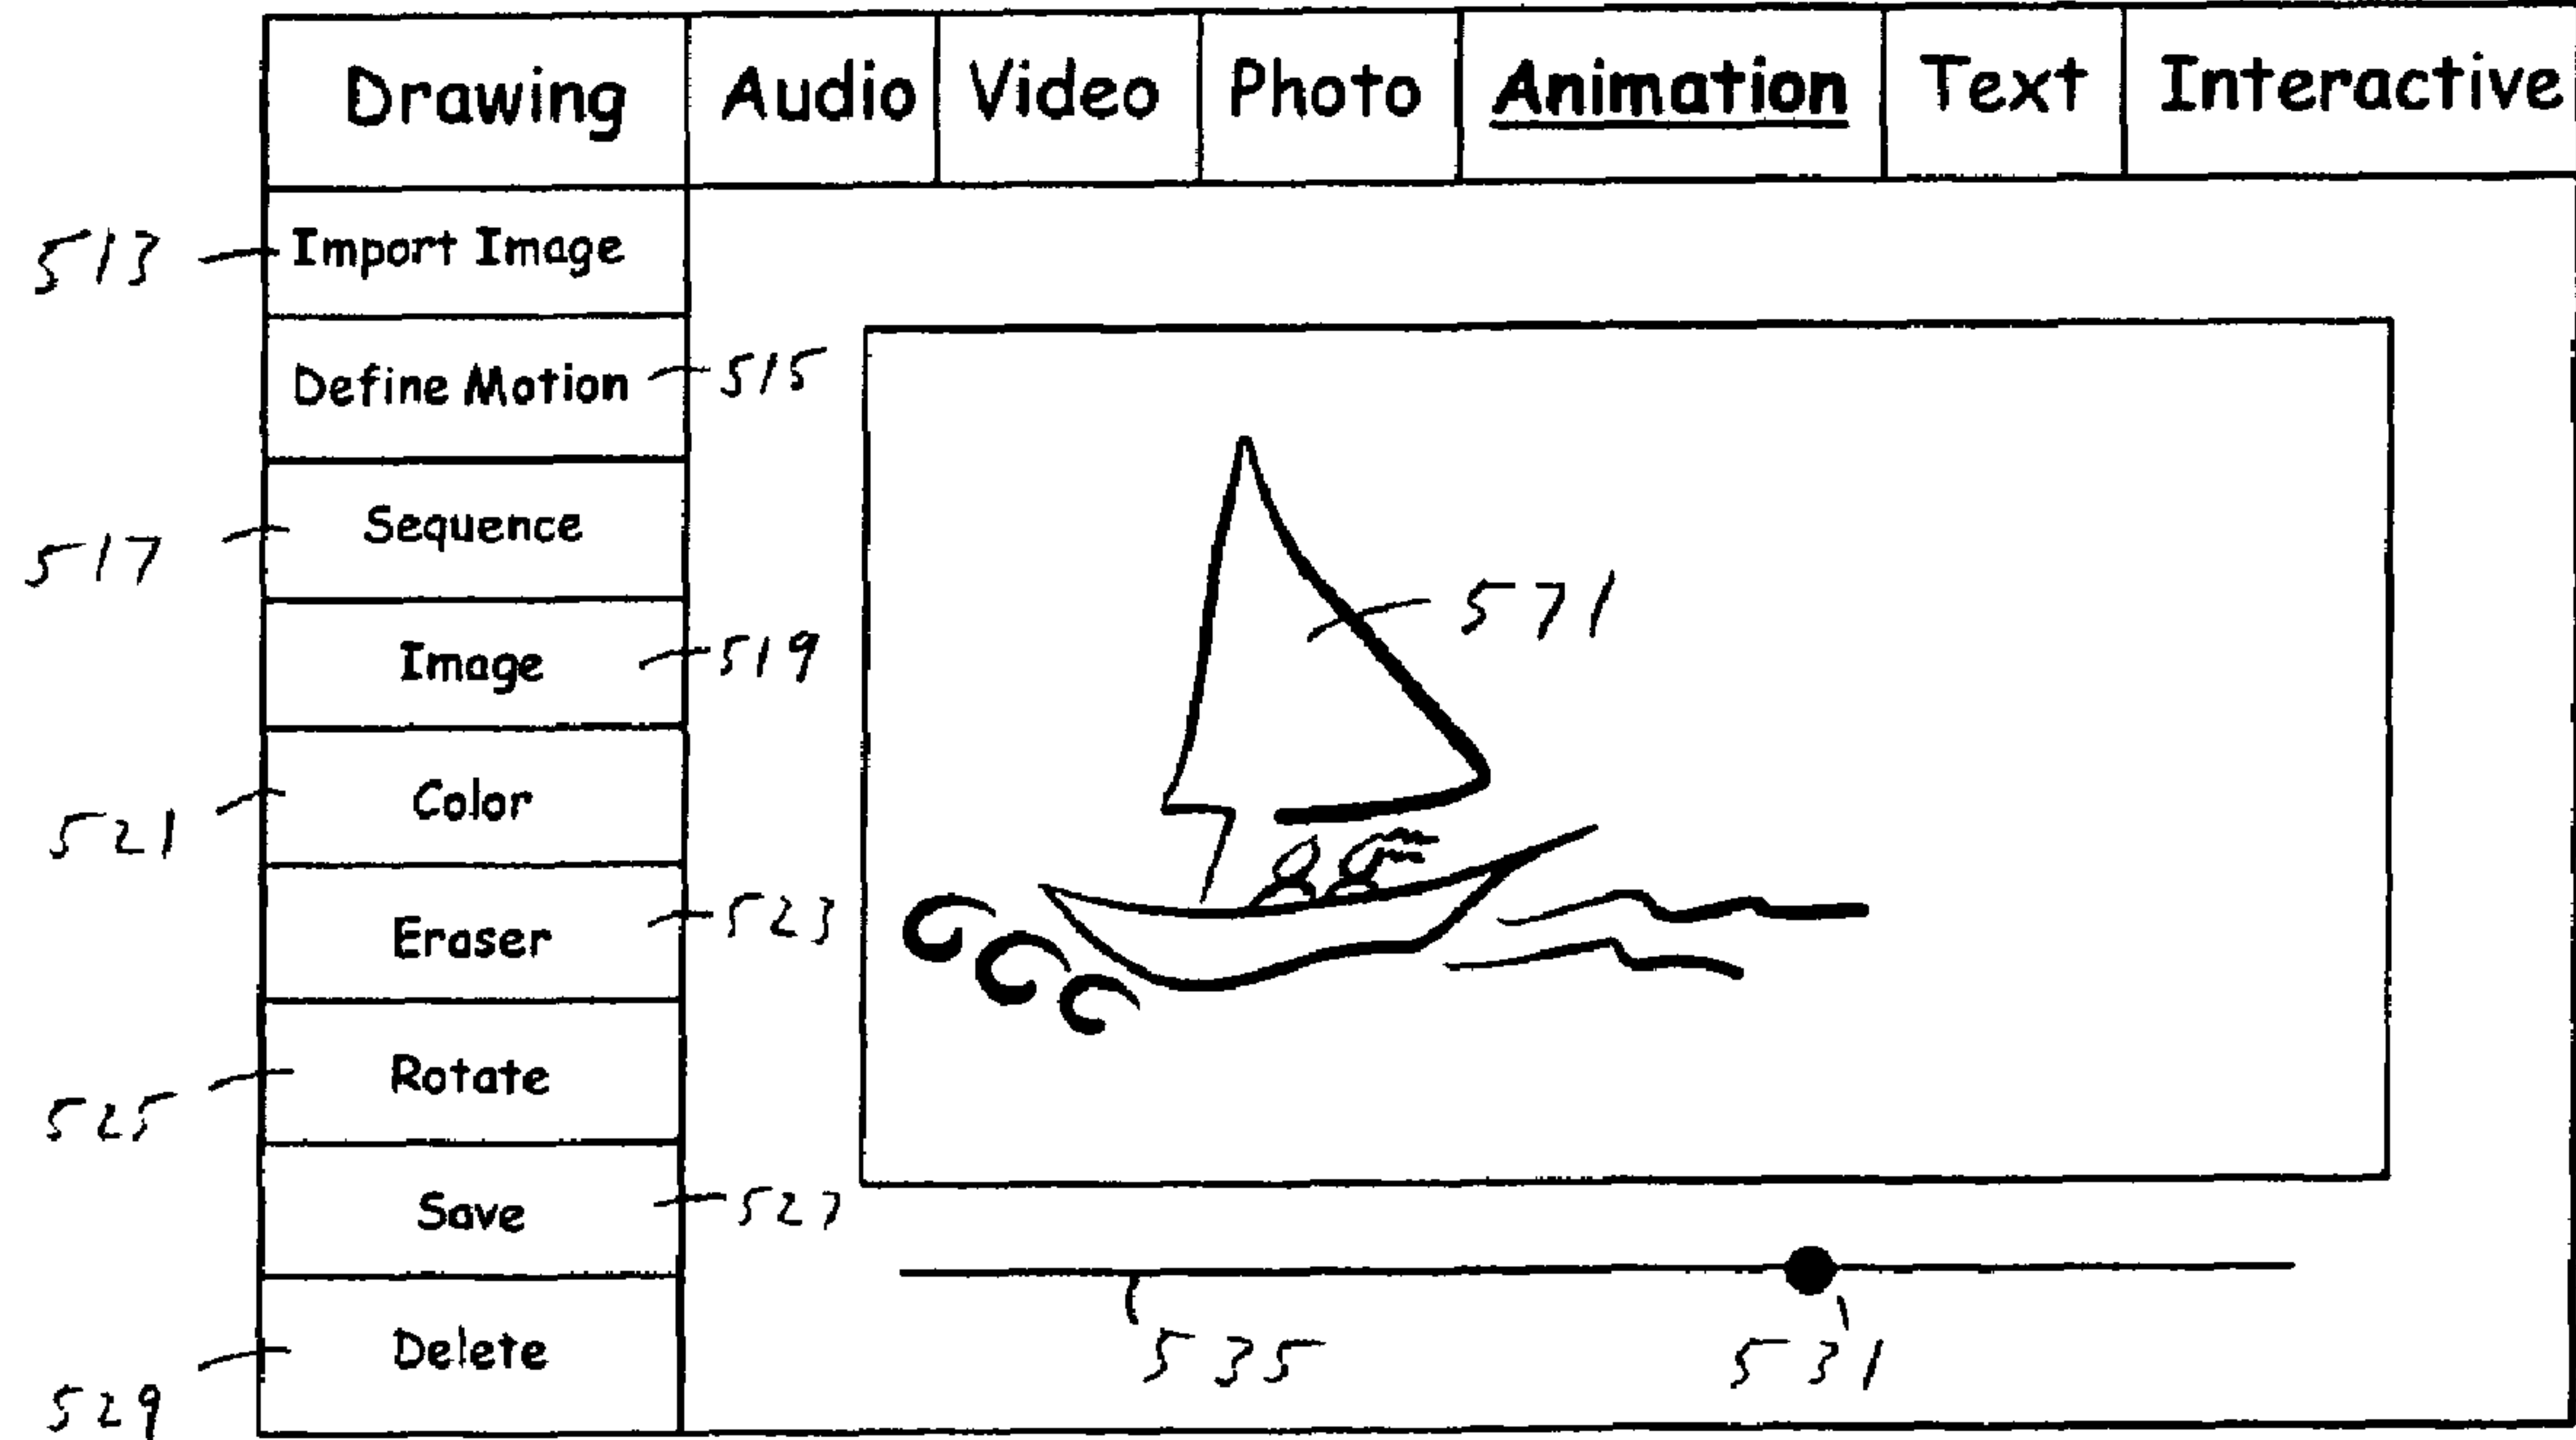 Drawing Audio Video Photo Animation Text Interactive
513 Import Image
Define Motion 515
517 Sequence
Image 519
571
521 Color
Eraser 523
525 Rotate
Save 527
529 Delete
535 531